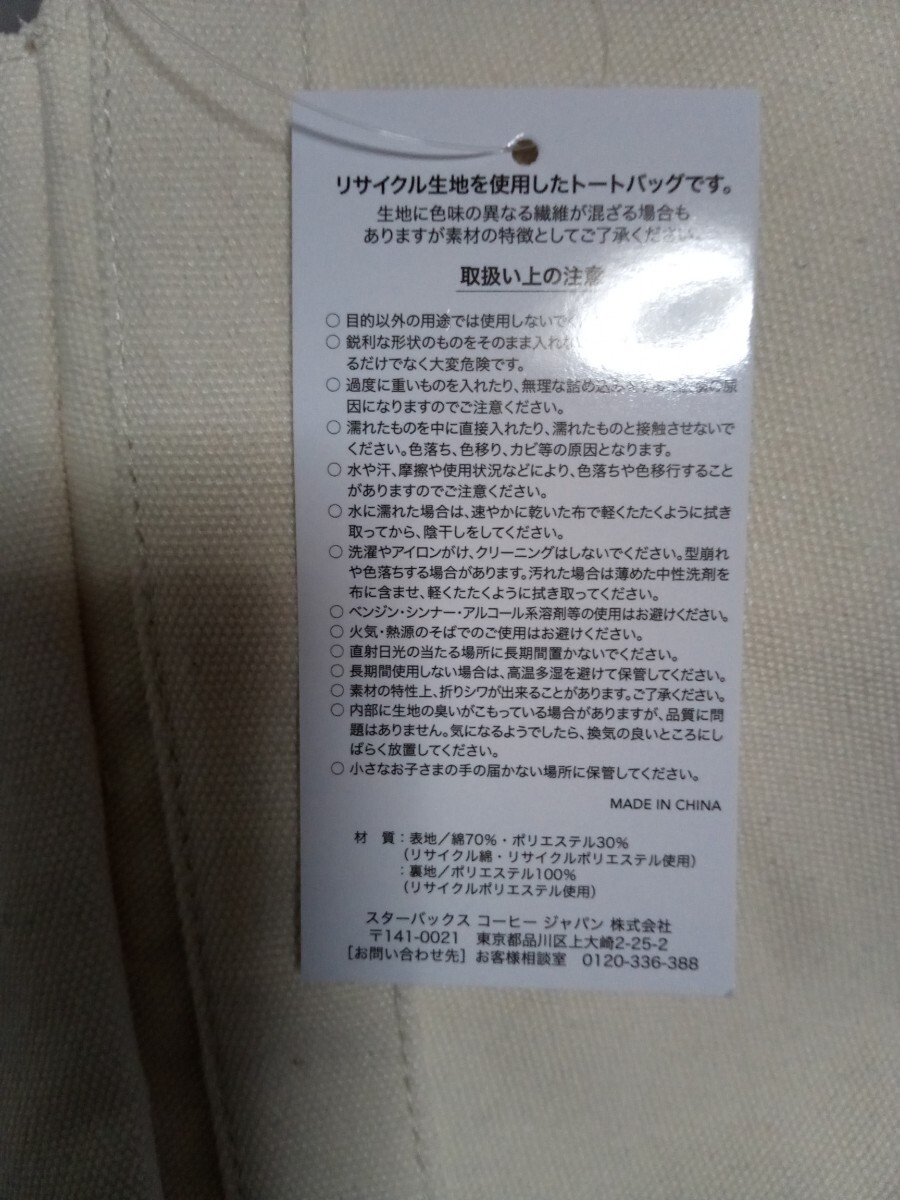 リサイクル生地を使用したトートバッグです。
生地に色味の異なる繊維が混ざる場合も
ありますが素材の特徴としてご了承ください。
取扱い上の注意
○ 目的以外の用途では使用しないで
○ 鋭利な形状のものをそのまま入れ
るだけでなく大変危険です。
○ 過度に重いものを入れたり、無理な詰め込み 原
因になりますのでご注意ください。
○ 濡れたものを中に直接入れたり、濡れたものと接触させないで
ください。色落ち、色移り、カビ等の原因となります。
○ 水や汗、摩擦や使用状況などにより、色落ちや色移行すること
がありますのでご注意ください。
○ 水に濡れた場合は、速やかに乾いた布で軽くたたくように拭き
取ってから、陰干しをしてください。
○ 洗濯やアイロンがけ、クリーニングはしないでください。型崩れ
や色落ちする場合があります。汚れた場合は薄めた中性洗剤を
布に含ませ、軽くたたくように拭き取ってください。
○ ベンジン・シンナー・アルコール系溶剤等の使用はお避けください。
○ 火気・熱源のそばでのご使用はお避けください。
○ 直射日光の当たる場所に長期間置かないでください。
○ 長期間使用しない場合は、高温多湿を避けて保管してください。
○ 素材の特性上、折りシワが出来ることがあります。ご了承ください。
○ 内部に生地の臭いがこもっている場合がありますが、品質に問
題はありません。気になるようでしたら、換気の良いところにし
ばらく放置してください。
○ 小さなお子さまの手の届かない場所に保管してください。
MADE IN CHINA
材 質：表地／綿70%・ポリエステル30%
（リサイクル綿・リサイクルポリエステル使用）
：裏地／ポリエステル100%
（リサイクルポリエステル使用）
スターバックス コーヒー ジャパン 株式会社
〒141-0021 東京都品川区上大崎2-25-2
［お問い合わせ先］お客様相談室 0120-336-388